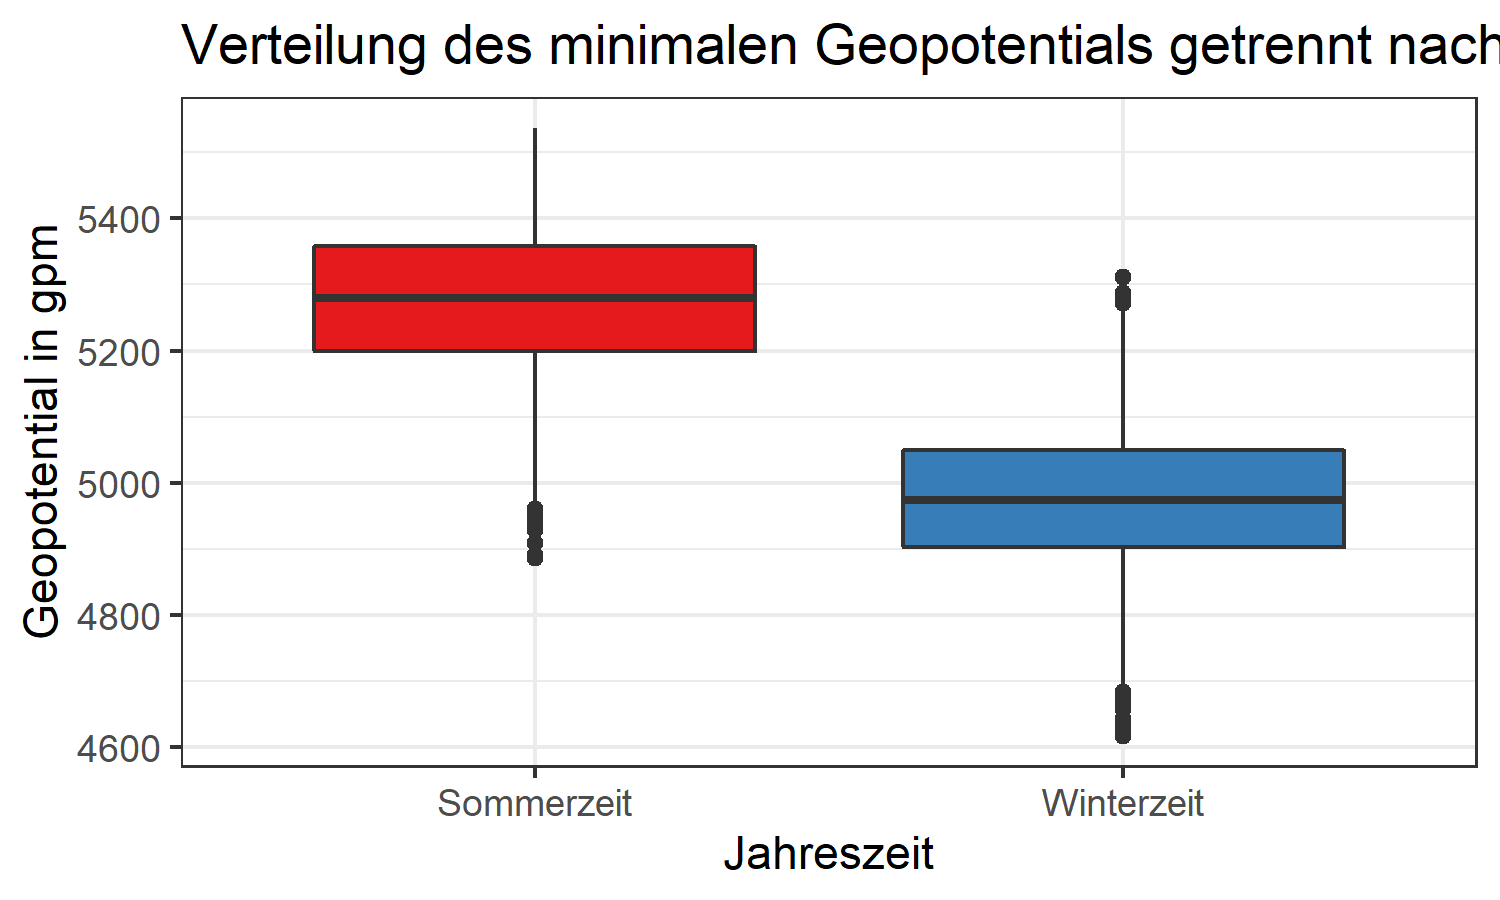 Verteilung des minimalen Geopotentials getrennt nach
Geopotential in gpm
5400
5200
5000
4800
4600
Sommerzeit
Winterzeit
Jahreszeit